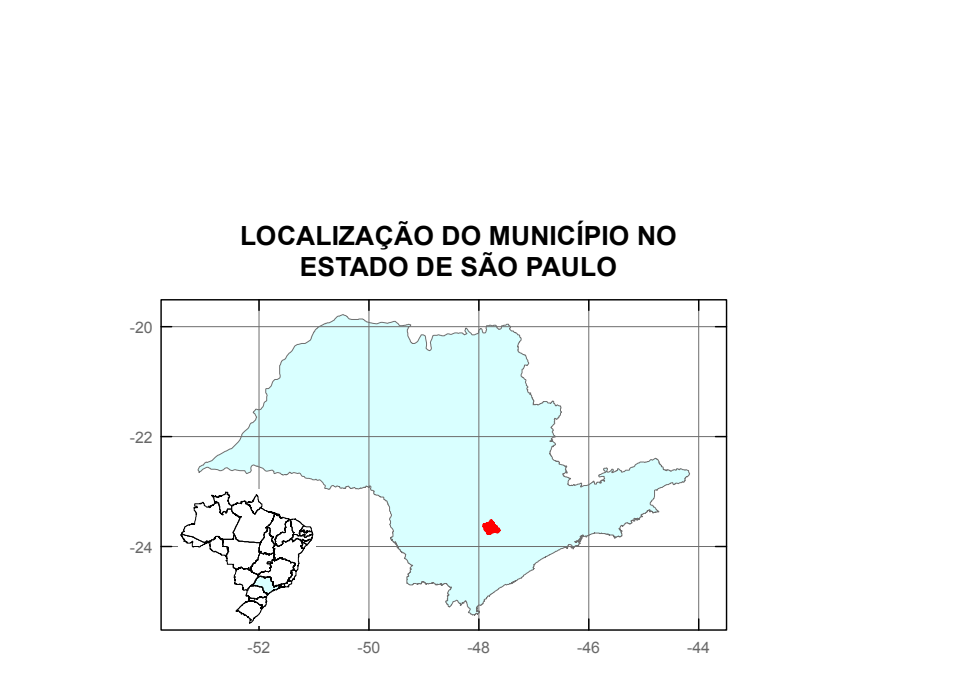 LOCALIZAÇÃO DO MUNICÍPIO NO
ESTADO DE SÃO PAULO
-20
-22
-24
-52 -50 -48 -46 -44